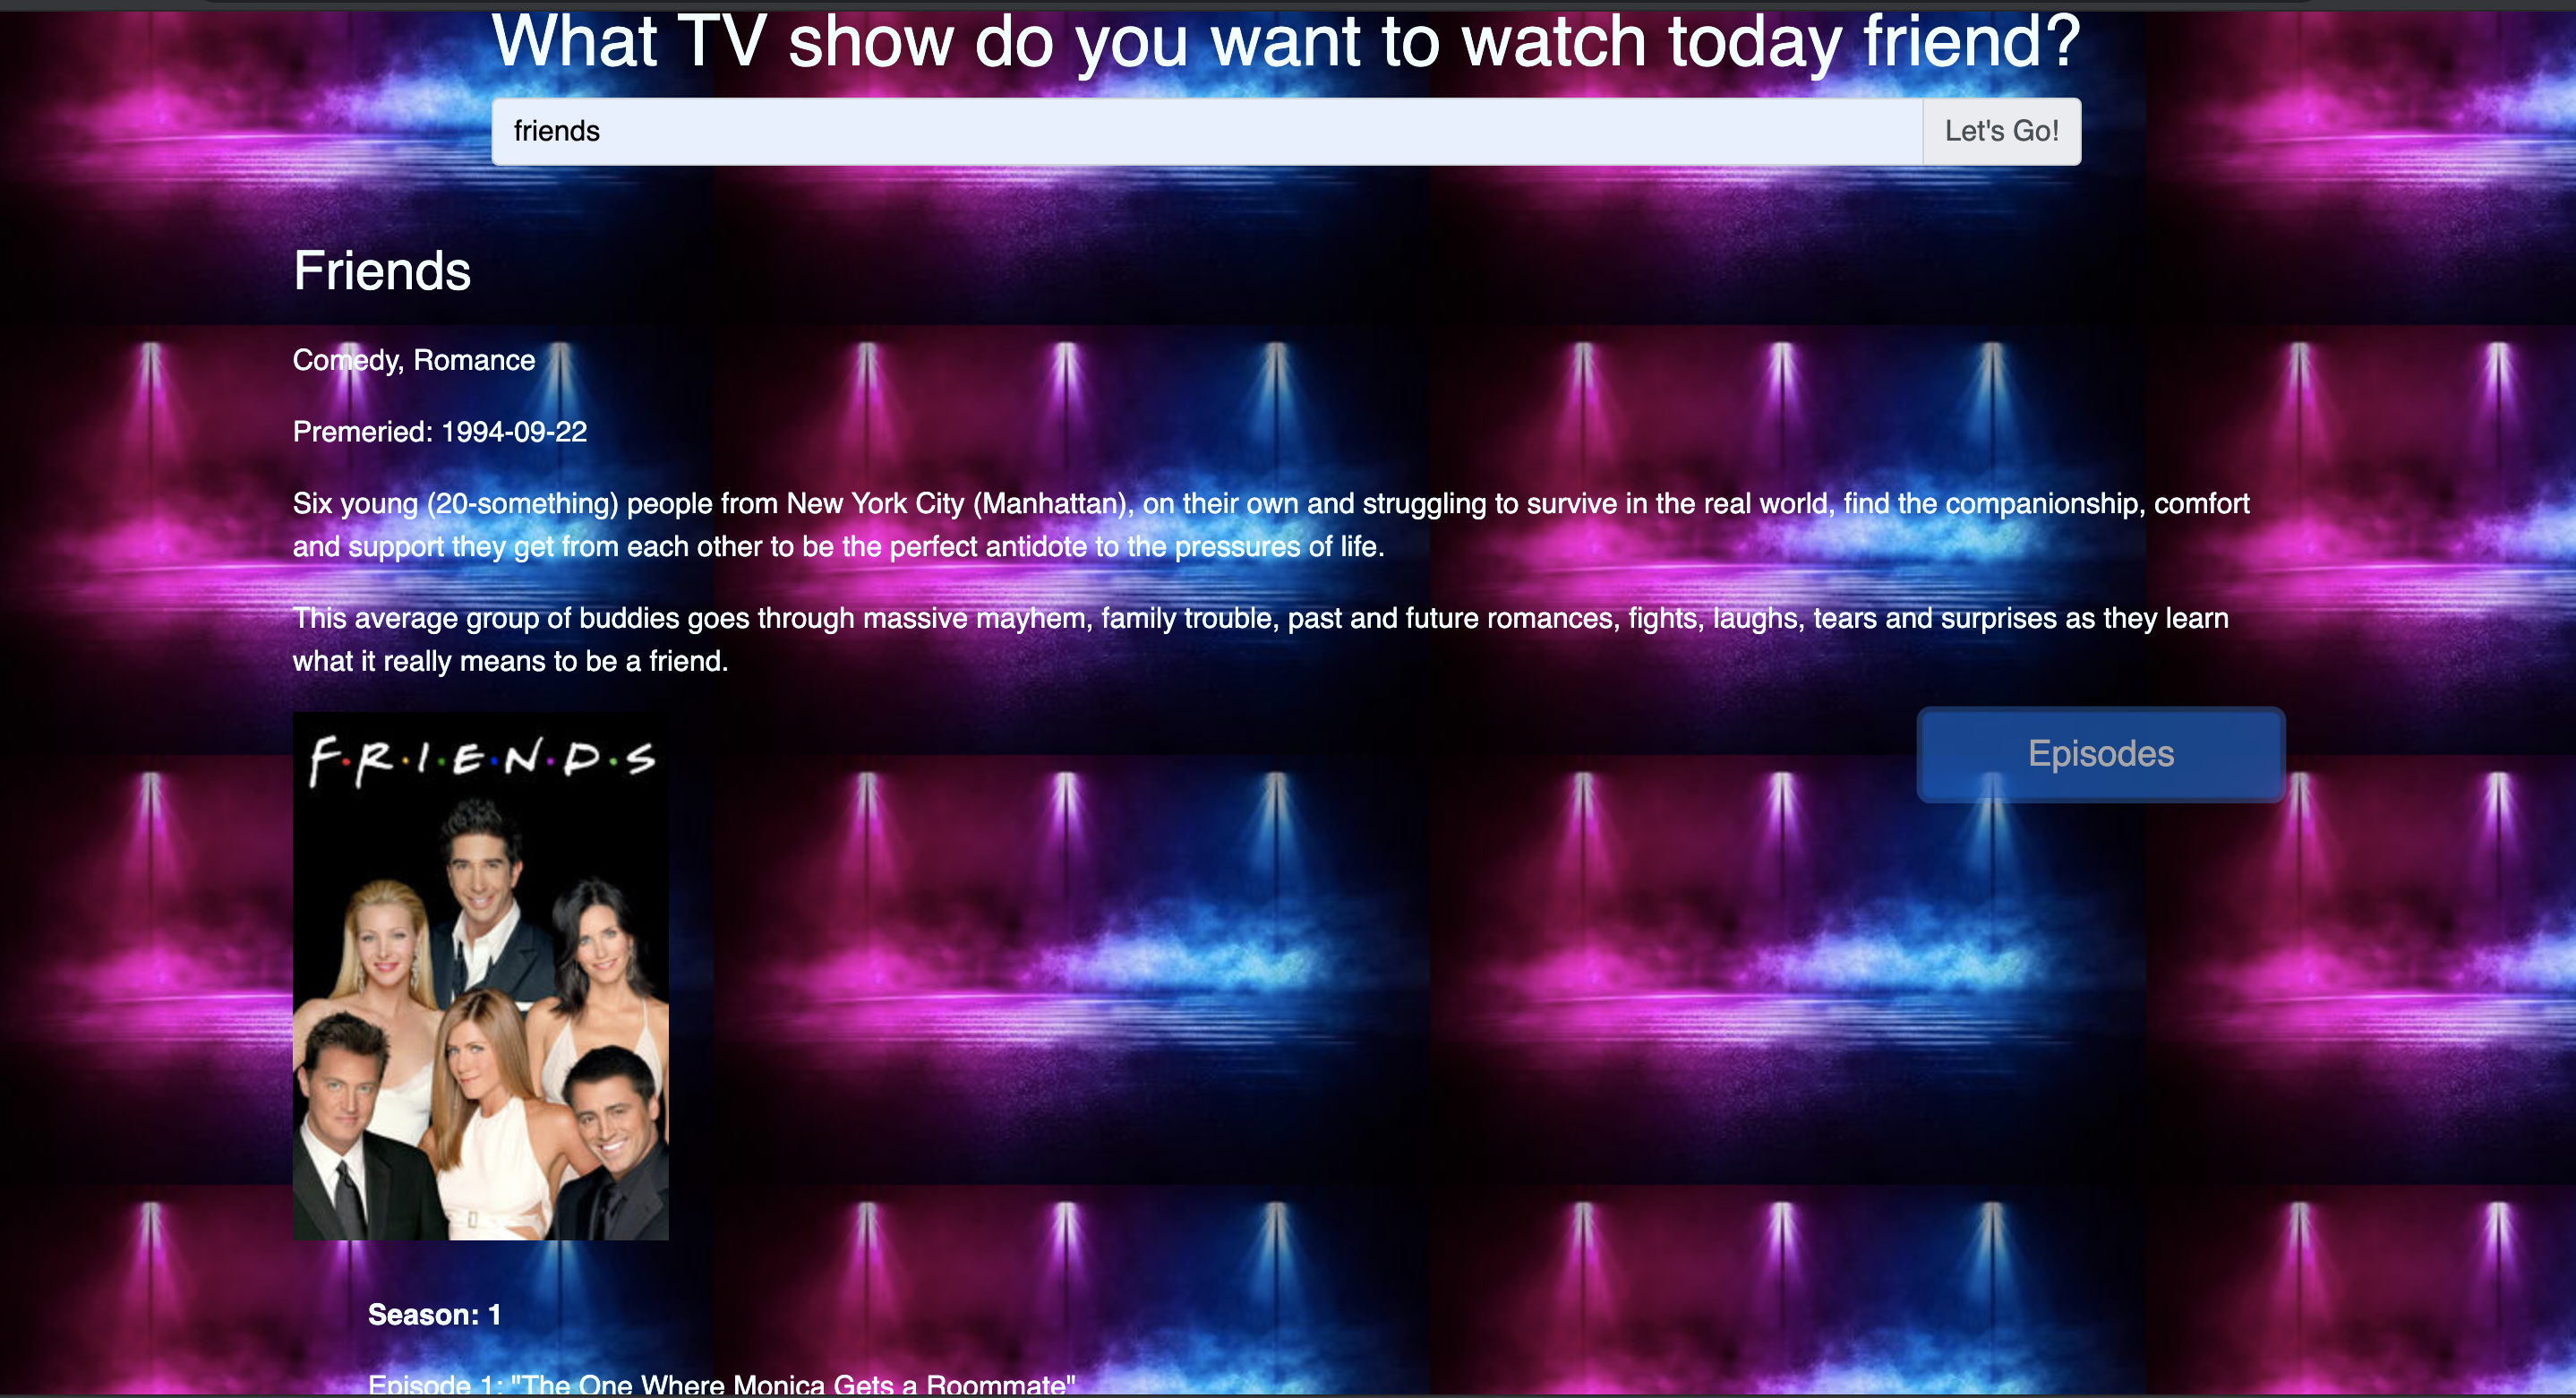 What TV show do you want to watch today friend?
friends
Let's Go!
Friends
Comedy, Romance
Premeried: 1994-09-22
Six young (20-something) people from New York City (Manhattan), on their own and struggling to survive in the real world, find the companionship, comfort
and support they get from each other to be the perfect antidote to the pressures of life.
This average group of buddies goes through massive mayhem, family trouble, past and future romances, fights, laughs, tears and surprises as they learn
what it really means to be a friend.
F·R·I·E·N·D·S
Episodes
Season: 1
Episode 1: "The One Where Monica Gets a Roommate"